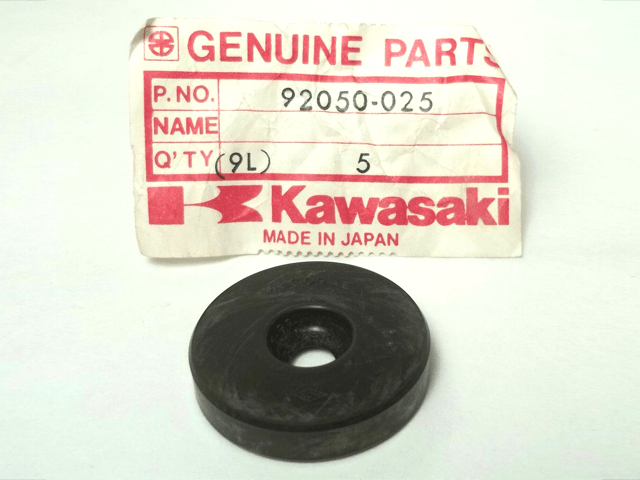 GENUINE PARTS
P.NO. 92050-025
NAME
Q'TY (9L) 5
Kawasaki
MADE IN JAPAN